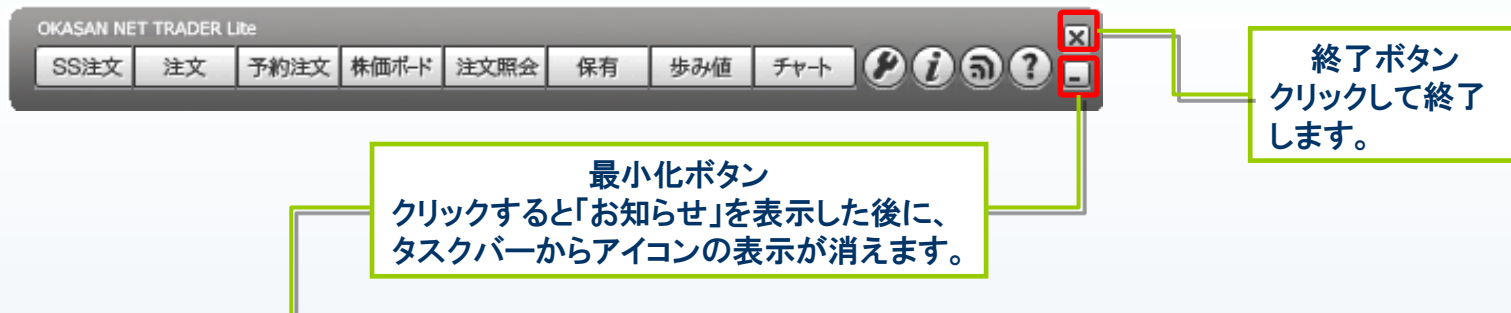 OKASAN NET TRADER Lite
SS注文 注文 予約注文 株価ボード 注文照会 保有 歩み値 チャート
終了ボタン
クリックして終了
します。
最小化ボタン
クリックすると「お知らせ」を表示した後に、
タスクバーからアイコンの表示が消えます。